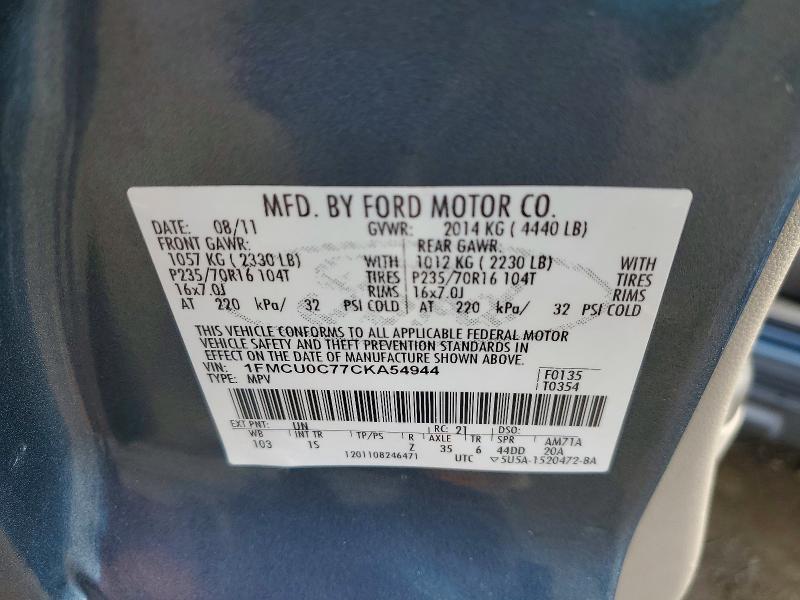 MFD. BY FORD MOTOR CO.
DATE: 08/11 GVWR: 2014 KG ( 4440 LB)
FRONT GAWR: REAR GAWR:
1057 KG ( 2330 LB) WITH 1012 KG ( 2230 LB) WITH
P235/70R16 104T TIRES P235/70R16 104T TIRES
16x7.0J RIMS 16x7.0J RIMS
AT 220 kPa/ 32 PSI COLD AT 220 kPa/ 32 PSI COLD
THIS VEHICLE CONFORMS TO ALL APPLICABLE FEDERAL MOTOR
VEHICLE SAFETY AND THEFT PREVENTION STANDARDS IN
EFFECT ON THE DATE OF MANUFACTURE SHOWN ABOVE.
VIN: 1FMCU0C77CKA54944 F0135
TYPE: MPV T0354
EXT PNT: UN RC: 21 DSO:
WB INT TR TP/PS R AXLE TR SPR AM71A
103 1S Z 35 6 44DD 20A
1201108246471 UTC ▽5U5A-1520472-BA